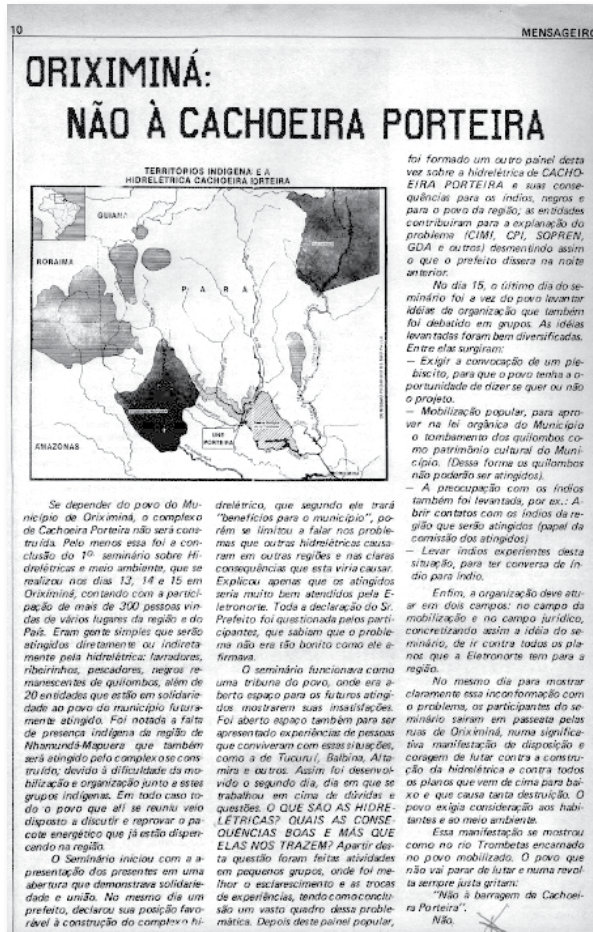 10
MENSAGEIRO
ORIXIMINÁ:
NÃO À CACHOEIRA PORTEIRA
TERRITORIOS INDIGENA E A
HIDRELÉTRICA CACHOEIRA PORTEIRA
GUIANA
RORAIMA
PARÁ
AMAZONAS
UHE
PORTEIRA
Se depender do povo do Mu-
nicípio de Oriximiná, o complexo
de Cachoeira Porteira não será cons-
truída. Pelo menos essa foi a con-
clusão do 1º seminário sobre Hi-
drelétricas e meio ambiente, que se
realizou nos dias 13, 14 e 15 em
Oriximiná, contando com a partici-
pação de mais de 300 pessoas vin-
das de vários lugares da região e do
País. Eram gente simples que serão
atingidos diretamente ou indireta-
mente pela hidrelétrica: lavradores,
ribeirinhos, pescadores, negros re-
manescentes de quilombos, além de
20 entidades que estão em solidarie-
dade ao povo do município futura-
mente atingido. Foi notada a falta
de presença indígena da região de
Nhamundá-Mapuera que também
será atingido pelo complexo se cons-
truído; devido à dificuldade da mo-
bilização e organização junto a estes
grupos indígenas. Em todo caso to-
do o povo que ali se reuniu veio
disposto a discutir e reprovar o pa-
cote energético que já estão dispen-
cendo na região.
O Seminário iniciou com a a-
presentação dos presentes em uma
abertura que demonstrava solidarie-
dade e união. No mesmo dia um
prefeito, declarou sua posição favo-
rável à construção do complexo hi-
drelétrico, que segundo ele trará
"benefícios para o município", po-
rém se limitou a falar nos proble-
mas que outras hidrelétricas causa-
ram em outras regiões e nas claras
consequências que esta viria causar.
Explicou apenas que os atingidos
seria muito bem atendidos pela E-
letronorte. Toda a declaração do Sr.
Prefeito foi questionada pelos parti-
cipantes, que sabiam que o proble-
ma não era tão bonito como ele a-
firmava.
O seminário funcionava como
uma tribuna do povo, onde era a-
berto espaço para os futuros atingi-
dos mostrarem suas insatisfações.
Foi aberto espaço também para ser
apresentado experiências de pessoas
que conviveram com essas situações,
como a de Tucuruí, Balbina, Alta-
mira e outros. Assim foi desenvol-
vido o segundo dia, dia em que se
trabalhou em cima de dúvidas e
questões. O QUE SÃO AS HIDRE-
LÉTRICAS? QUAIS AS CONSE-
QUÊNCIAS BOAS E MÁS QUE
ELAS NOS TRAZEM? Apartir des-
ta questão foram feitas atividades
em pequenos grupos, onde foi me-
lhor o esclarecimento e as trocas
de experiências, tendo como conclu-
são um vasto quadro dessa proble-
mática. Depois deste painel popular,
foi formado um outro painel desta
vez sobre a hidrelétrica de CACHO-
EIRA PORTEIRA e suas conse-
quências para os índios, negros e
para o povo da região; as entidades
contribuiram para a explanação do
problema (CIMI, CPI, SOPREN,
GDA e outros) desmentindo assim
o que o prefeito dissera na noite
anterior.
No dia 15, o último dia do se-
minário foi a vez do povo levantar
idéias de organização que também
foi debatido em grupos. As idéias
levantadas foram bem diversificadas.
Entre elas surgiram:
— Exigir a convocação de um ple-
biscito, para que o povo tenha a o-
portunidade de dizer se quer ou não
o projeto.
— Mobilização popular, para apro-
var na lei orgânica do Município
o tombamento dos quilombos co-
mo patrimônio cultural do Muni-
cípio. (Dessa forma os quilombos
não poderão ser atingidos).
— A preocupação com os índios
também foi levantada, por ex.: A-
brir contatos com os índios da re-
gião que serão atingidos (papel da
comissão dos atingidos)
— Levar índios experientes desta
situação, para ter conversa de ín-
dio para índio.
Enfim, a organização deve atu-
ar em dois campos: no campo da
mobilização e no campo jurídico,
concretizando assim a idéia do se-
minário, de ir contra todos os pla-
nos que a Eletronorte tem para a
região.
No mesmo dia para mostrar
claramente essa inconformação com
o problema, os participantes do se-
minário sairam em passeata pelas
ruas de Oriximiná, numa significa-
tiva manifestação de disposição e
coragem de lutar contra a constru-
ção da hidrelétrica e contra todos
os planos que vem de cima para bai-
xo e que causa tanta destruição. O
povo exigia consideração aos habi-
tantes e ao meio ambiente.
Essa manifestação se mostrou
como no rio Trombetas encarnado
no povo mobilizado. O povo que
não vai parar de lutar e numa revol-
ta sempre justa gritam:
"Não à barragem da Cachoei-
ra Porteira".
Não.